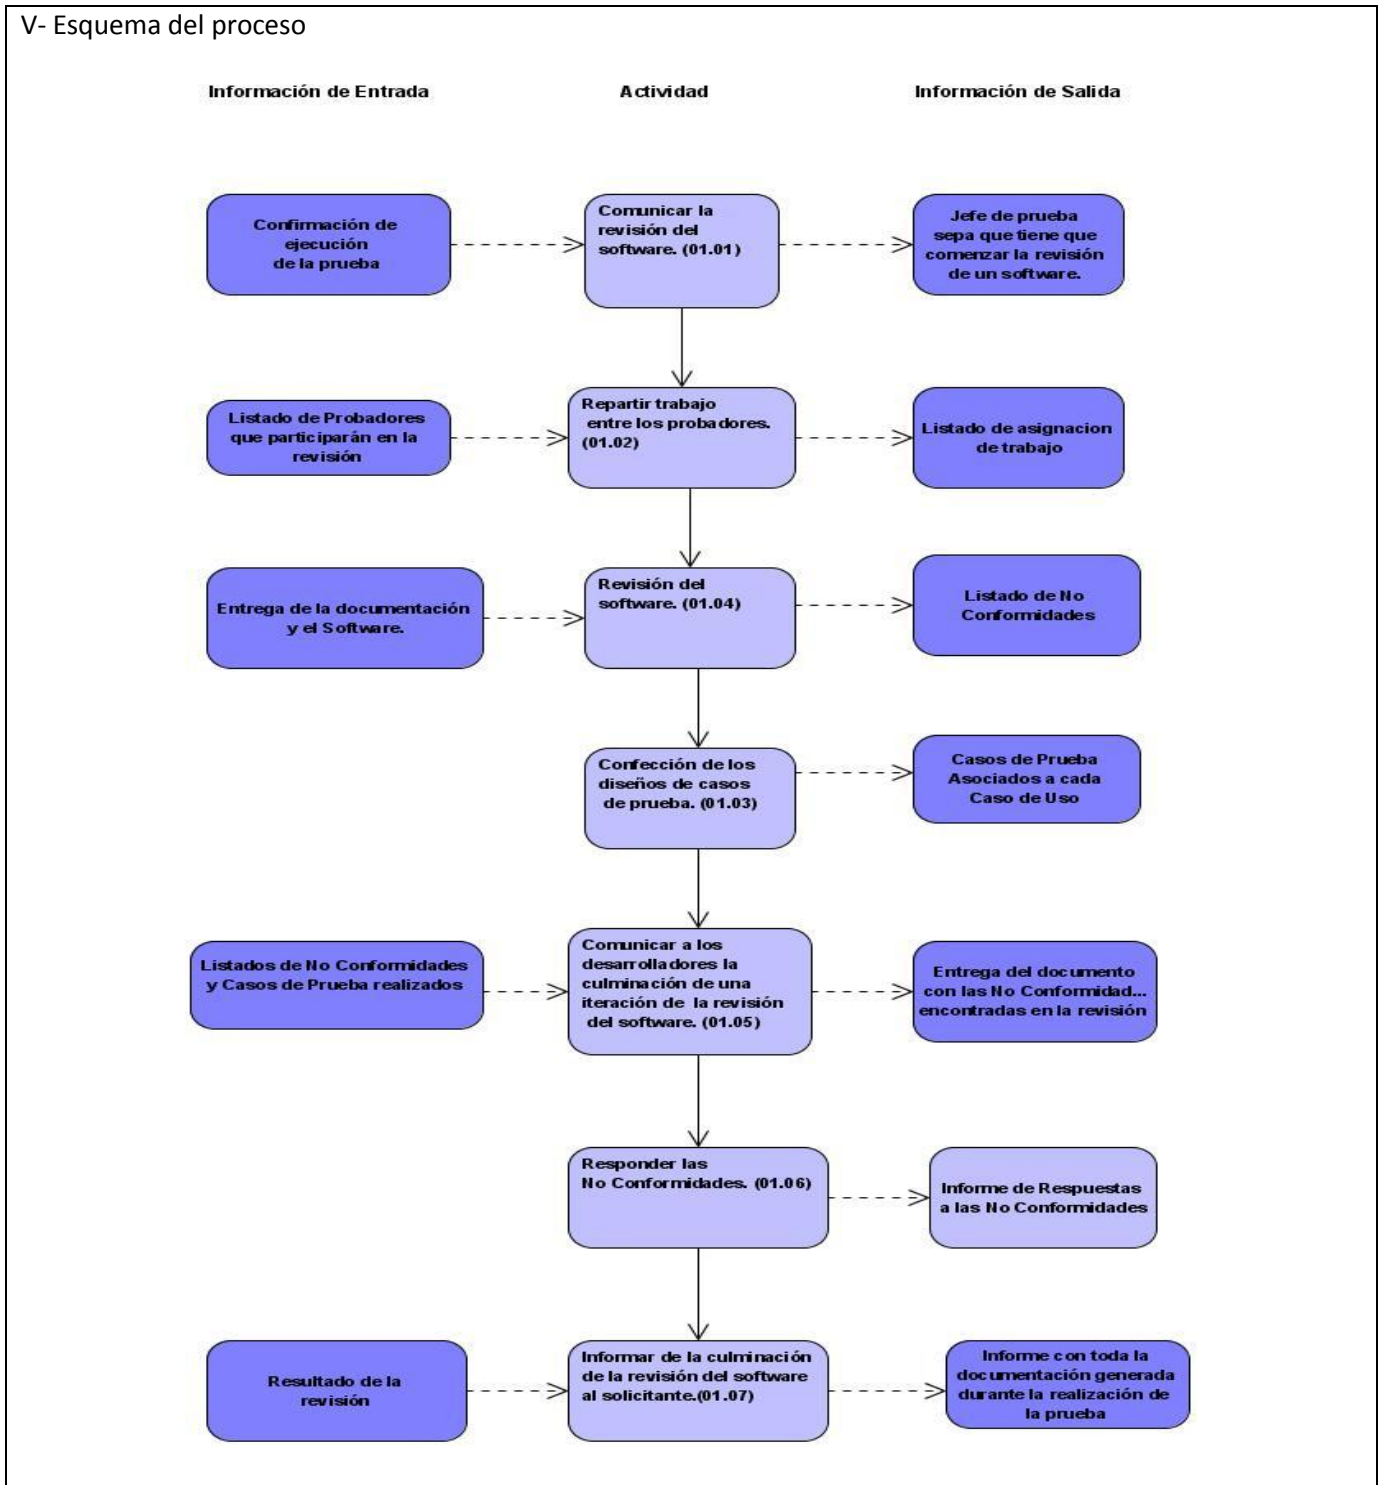 V- Esquema del proceso
Información de Entrada
Actividad
Información de Salida
Confirmación de
ejecución
de la prueba
Comunicar la
revisión del
software. (01.01)
Jefe de prueba
sepa que tiene que
comenzar la revisión
de un software.
Listado de Probadores
que participarán en la
revisión
Repartir trabajo
entre los probadores.
(01.02)
Listado de asignacion
de trabajo
Entrega de la documentación
y el Software.
Revisión del
software. (01.04)
Listado de No
Conformidades
Confección de los
diseños de casos
de prueba. (01.03)
Casos de Prueba
Asociados a cada
Caso de Uso
Listados de No Conformidades
y Casos de Prueba realizados
Comunicar a los
desarrolladores la
culminación de una
iteración de la revisión
del software. (01.05)
Entrega del documento
con las No Conformidad...
encontradas en la revisión
Responder las
No Conformidades. (01.06)
Informe de Respuestas
a las No Conformidades
Resultado de la
revisión
Informar de la culminación
de la revisión del software
al solicitante.(01.07)
Informe con toda la
documentación generada
durante la realización de
la prueba